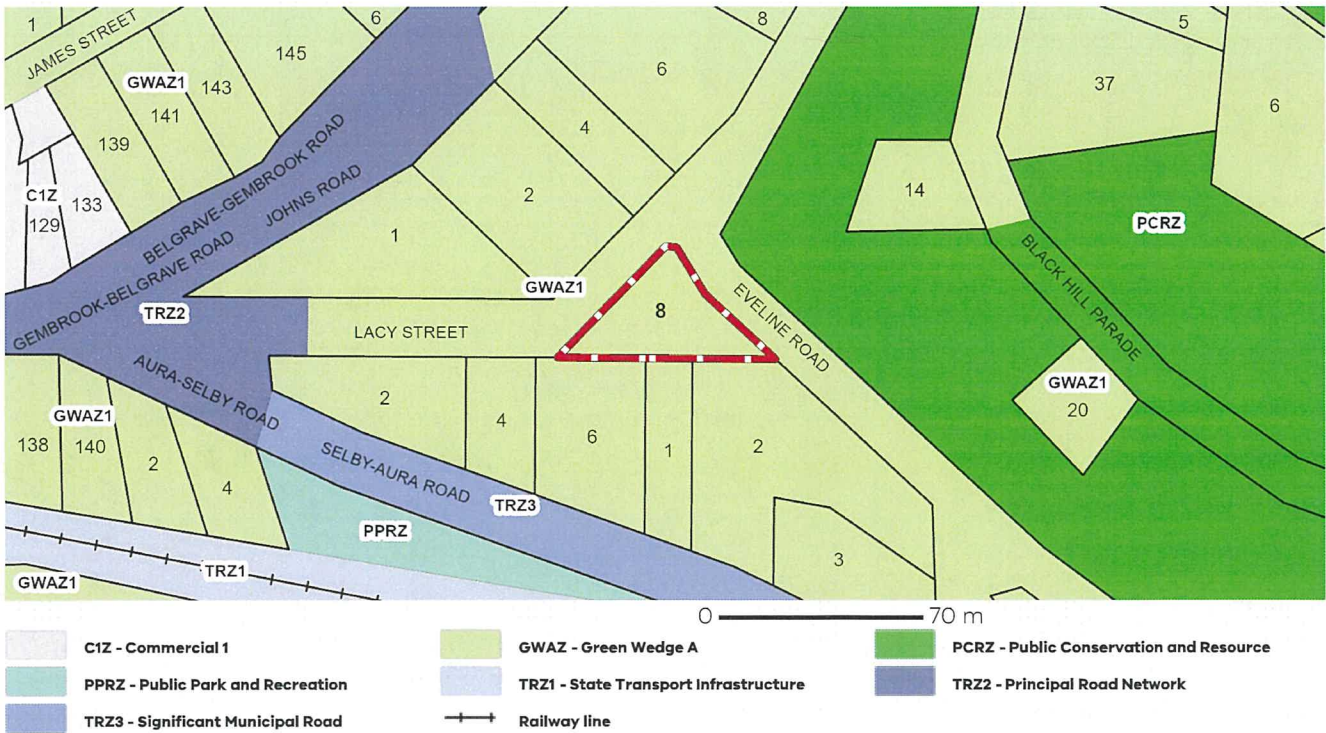 1
JAMES STREET
6
145
8
6
5
37
6
GWAZ1
143
141
139
4
C1Z
133
129
BELGRAVE-GEMBROOK ROAD
JOHNS ROAD
GEMBROOK-BELGRAVE ROAD
2
14
PCRZ
1
GWAZ1
8
EVELINE ROAD
BLACK HILL PARADE
TRZ2
LACY STREET
AURA-SELBY ROAD
2
4
6
1
2
GWAZ1
20
GWAZ1
138
140
2
4
SELBY-AURA ROAD
TRZ3
PPRZ
3
TRZ1
GWAZ1
0 70 m
C1Z - Commercial 1
GWAZ - Green Wedge A
PCRZ - Public Conservation and Resource
PPRZ - Public Park and Recreation
TRZ1 - State Transport Infrastructure
TRZ2 - Principal Road Network
TRZ3 - Significant Municipal Road
Railway line